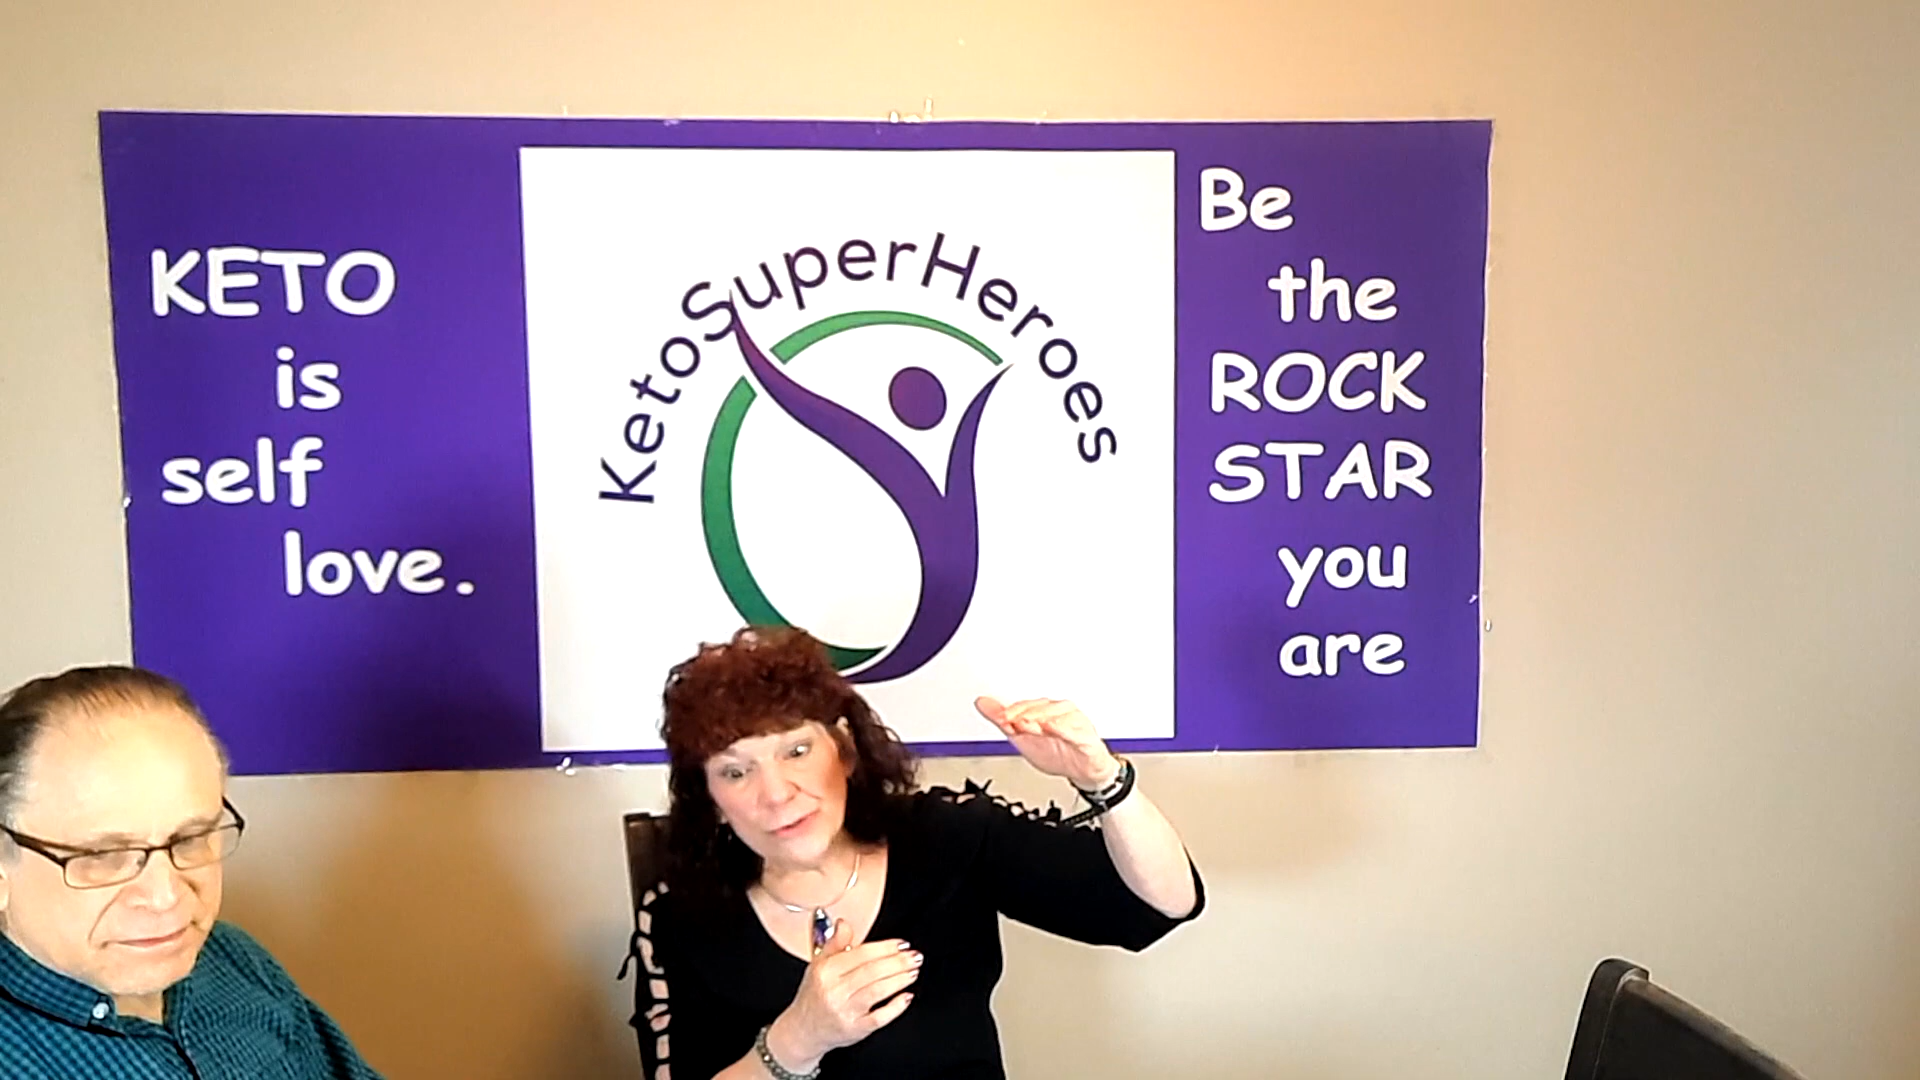 KETO
is
self
love.
KetoSuperHeroes
Be
the
ROCK
STAR
you
are